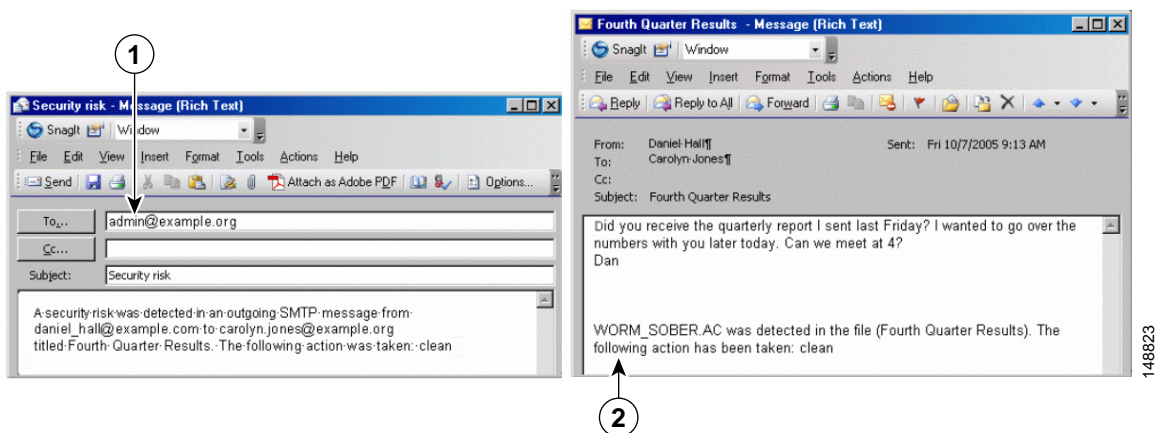 1
Security risk - Message (Rich Text)
SnagIt Window
File Edit View Insert Format Tools Actions Help
Send Attach as Adobe PDF Options...
To... admin@example.org
Cc...
Subject: Security risk
A·security·risk·was·detected·in·an·outgoing·SMTP·message·from·
daniel_hall@example.com·to·carolyn.jones@example.org
titled·Fourth·Quarter·Results.·The·following·action·was·taken:·clean
Fourth Quarter Results - Message (Rich Text)
SnagIt Window
File Edit View Insert Format Tools Actions Help
Reply Reply to All Forward
From: Daniel·Hall¶ Sent: Fri 10/7/2005 9:13 AM
To: Carolyn·Jones¶
Cc:
Subject: Fourth Quarter Results
Did you receive the quarterly report I sent last Friday? I wanted to go over the
numbers with you later today. Can we meet at 4?
Dan
WORM_SOBER.AC was detected in the file (Fourth Quarter Results). The
following action has been taken: clean
2
148823